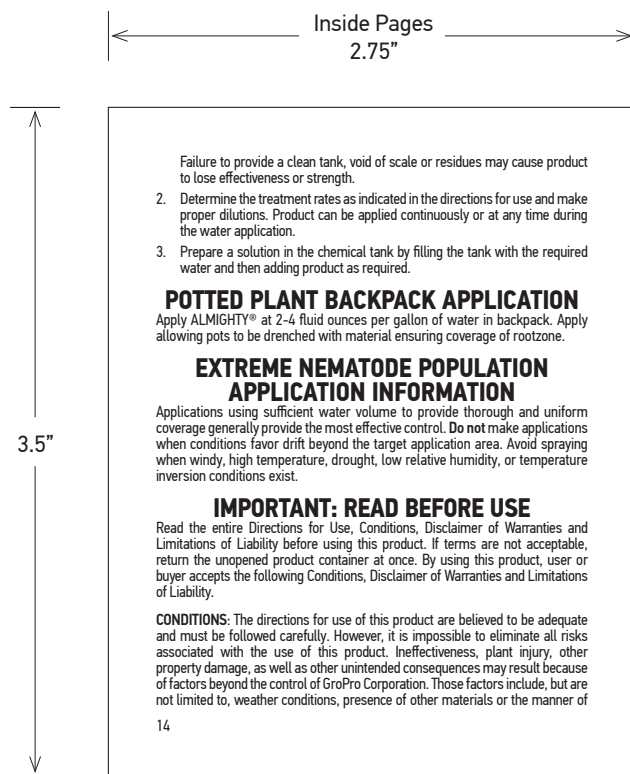 Inside Pages
2.75”
3.5”
Failure to provide a clean tank, void of scale or residues may cause product
to lose effectiveness or strength.
2. Determine the treatment rates as indicated in the directions for use and make
proper dilutions. Product can be applied continuously or at any time during
the water application.
3. Prepare a solution in the chemical tank by filling the tank with the required
water and then adding product as required.
POTTED PLANT BACKPACK APPLICATION
Apply ALMIGHTY® at 2-4 fluid ounces per gallon of water in backpack. Apply
allowing pots to be drenched with material ensuring coverage of rootzone.
EXTREME NEMATODE POPULATION
APPLICATION INFORMATION
Applications using sufficient water volume to provide thorough and uniform
coverage generally provide the most effective control. Do not make applications
when conditions favor drift beyond the target application area. Avoid spraying
when windy, high temperature, drought, low relative humidity, or temperature
inversion conditions exist.
IMPORTANT: READ BEFORE USE
Read the entire Directions for Use, Conditions, Disclaimer of Warranties and
Limitations of Liability before using this product. If terms are not acceptable,
return the unopened product container at once. By using this product, user or
buyer accepts the following Conditions, Disclaimer of Warranties and Limitations
of Liability.
CONDITIONS: The directions for use of this product are believed to be adequate
and must be followed carefully. However, it is impossible to eliminate all risks
associated with the use of this product. Ineffectiveness, plant injury, other
property damage, as well as other unintended consequences may result because
of factors beyond the control of GroPro Corporation. Those factors include, but are
not limited to, weather conditions, presence of other materials or the manner of
14